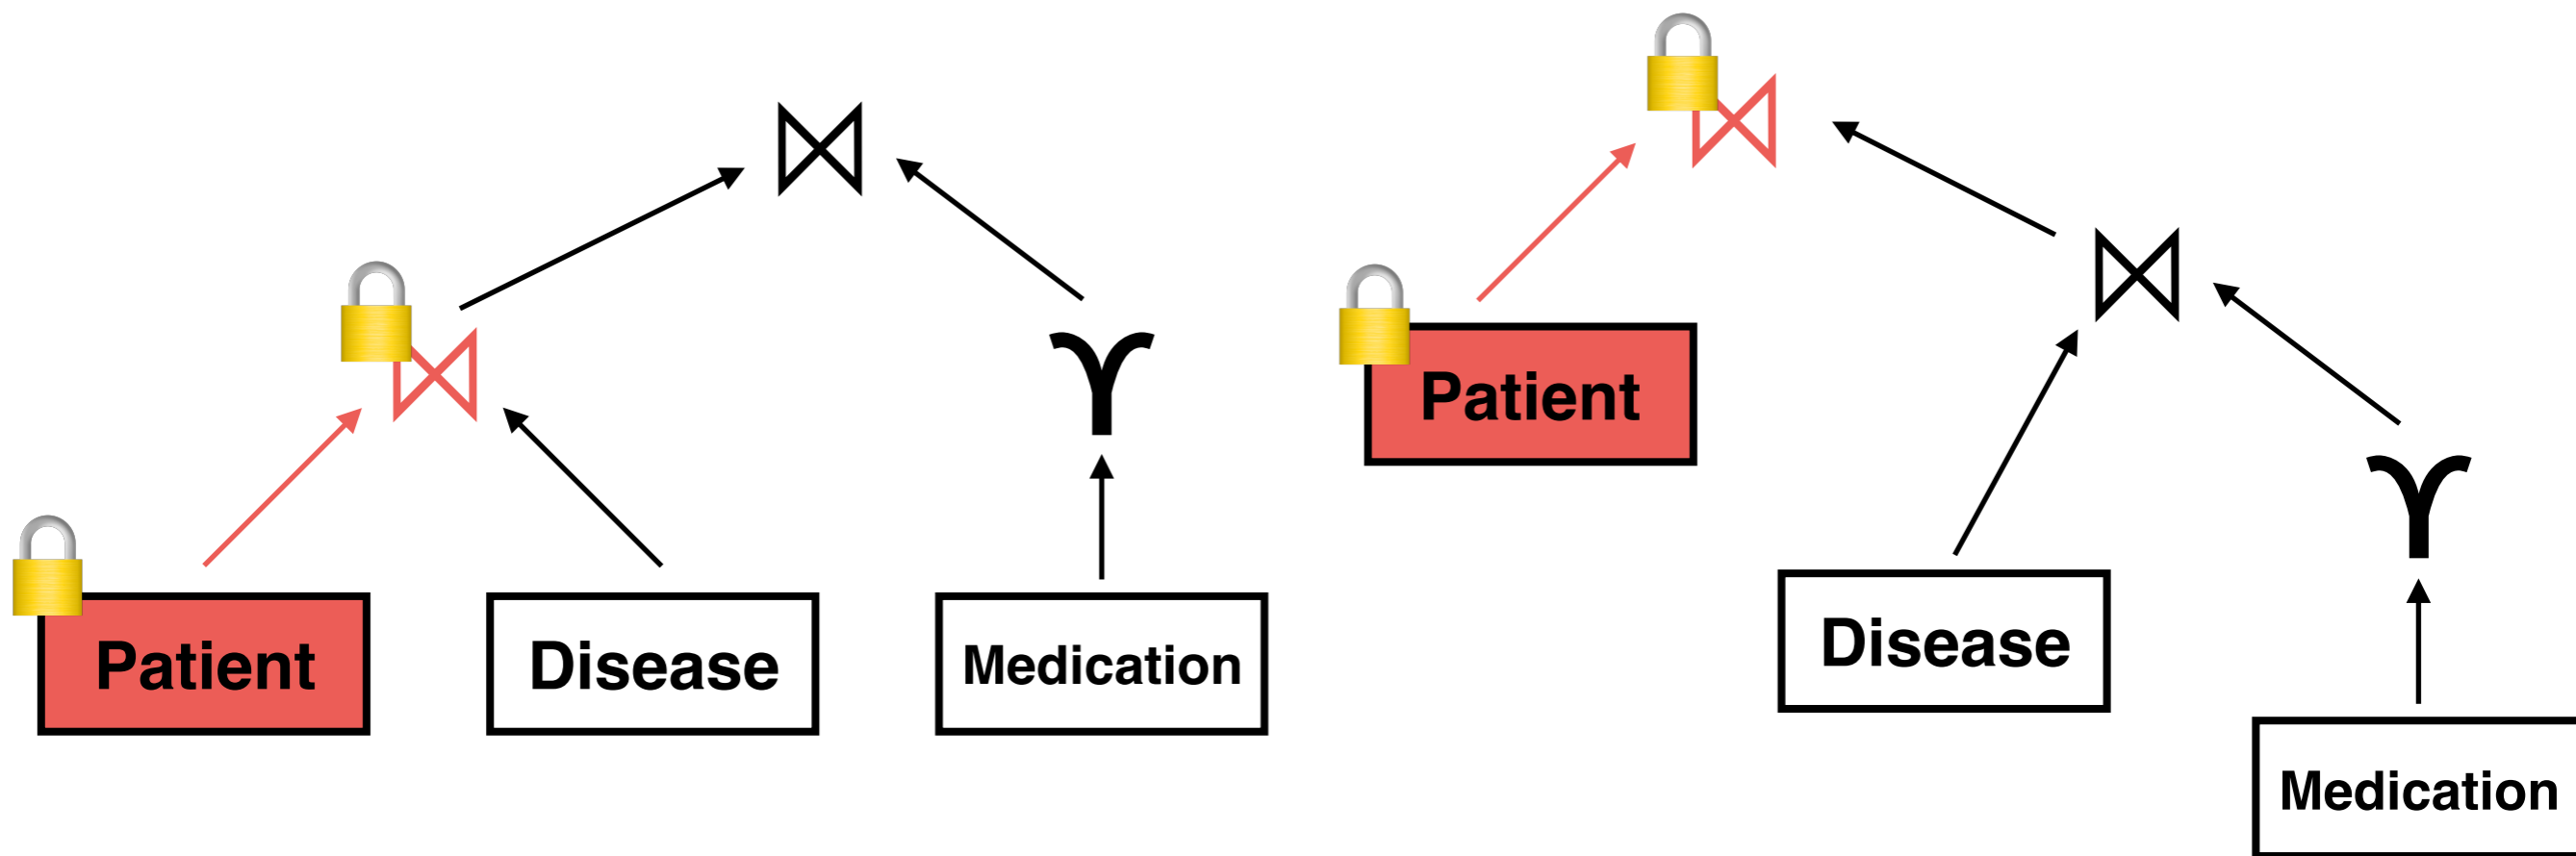 Patient
Disease
Medication
Patient
Disease
Medication